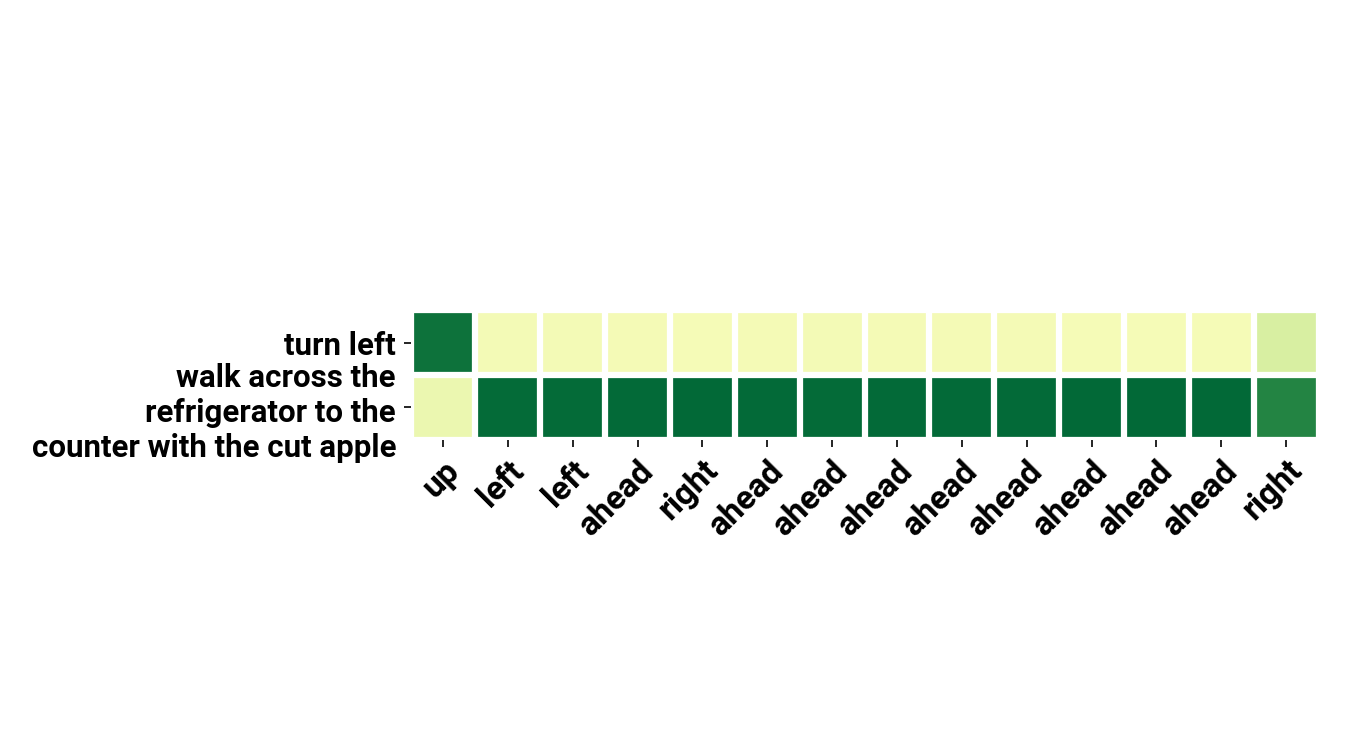 turn left
walk across the
refrigerator to the
counter with the cut apple
up
left
left
ahead
right
ahead
ahead
ahead
ahead
ahead
ahead
ahead
ahead
right